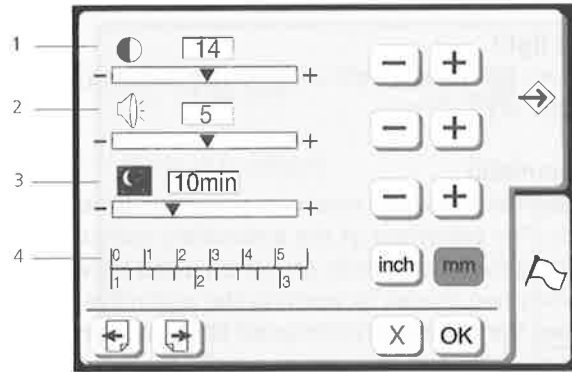 1 14 - +
- +
2 5 - +
- +
3 10min - +
- +
4 0 1 2 3 4 5 inch mm
1 2 3
X OK